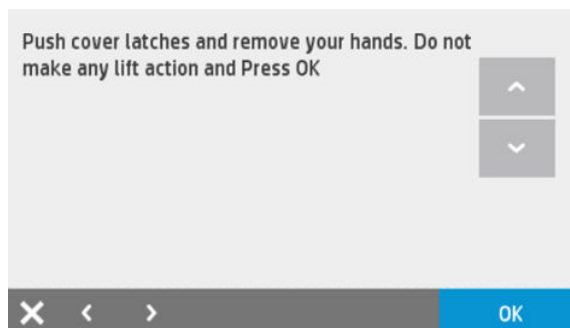 Push cover latches and remove your hands. Do not
make any lift action and Press OK
OK